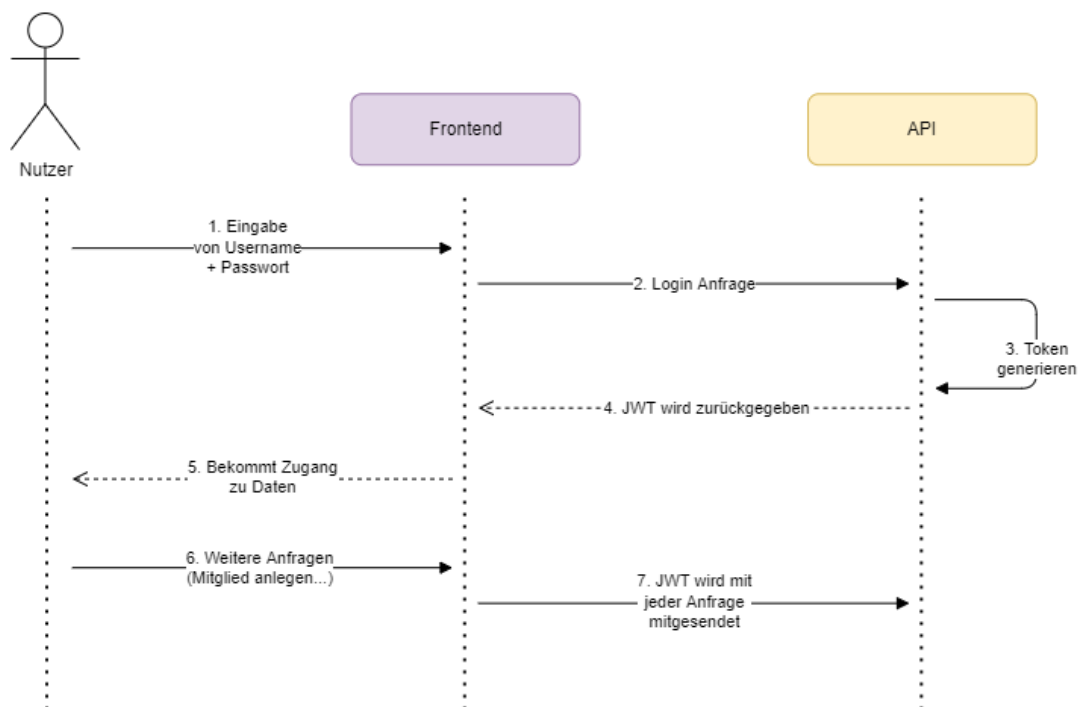 Nutzer
Frontend
API
1. Eingabe
von Username
+ Passwort
2. Login Anfrage
3. Token
generieren
4. JWT wird zurückgegeben
5. Bekommt Zugang
zu Daten
6. Weitere Anfragen
(Mitglied anlegen...)
7. JWT wird mit
jeder Anfrage
mitgesendet